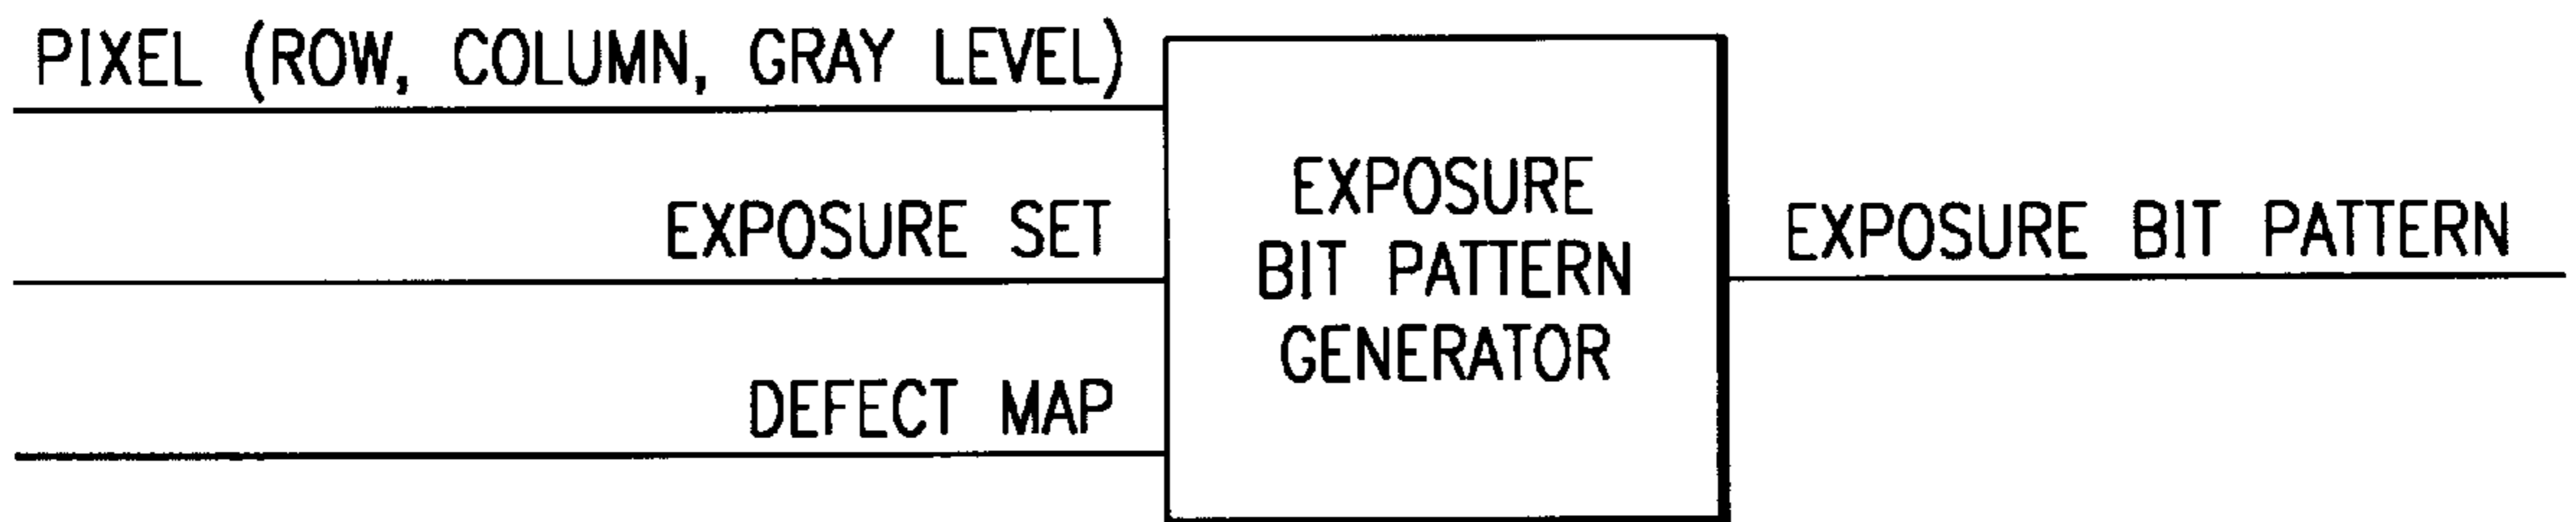 PIXEL (ROW, COLUMN, GRAY LEVEL)
EXPOSURE SET
DEFECT MAP
EXPOSURE
BIT PATTERN
GENERATOR
EXPOSURE BIT PATTERN